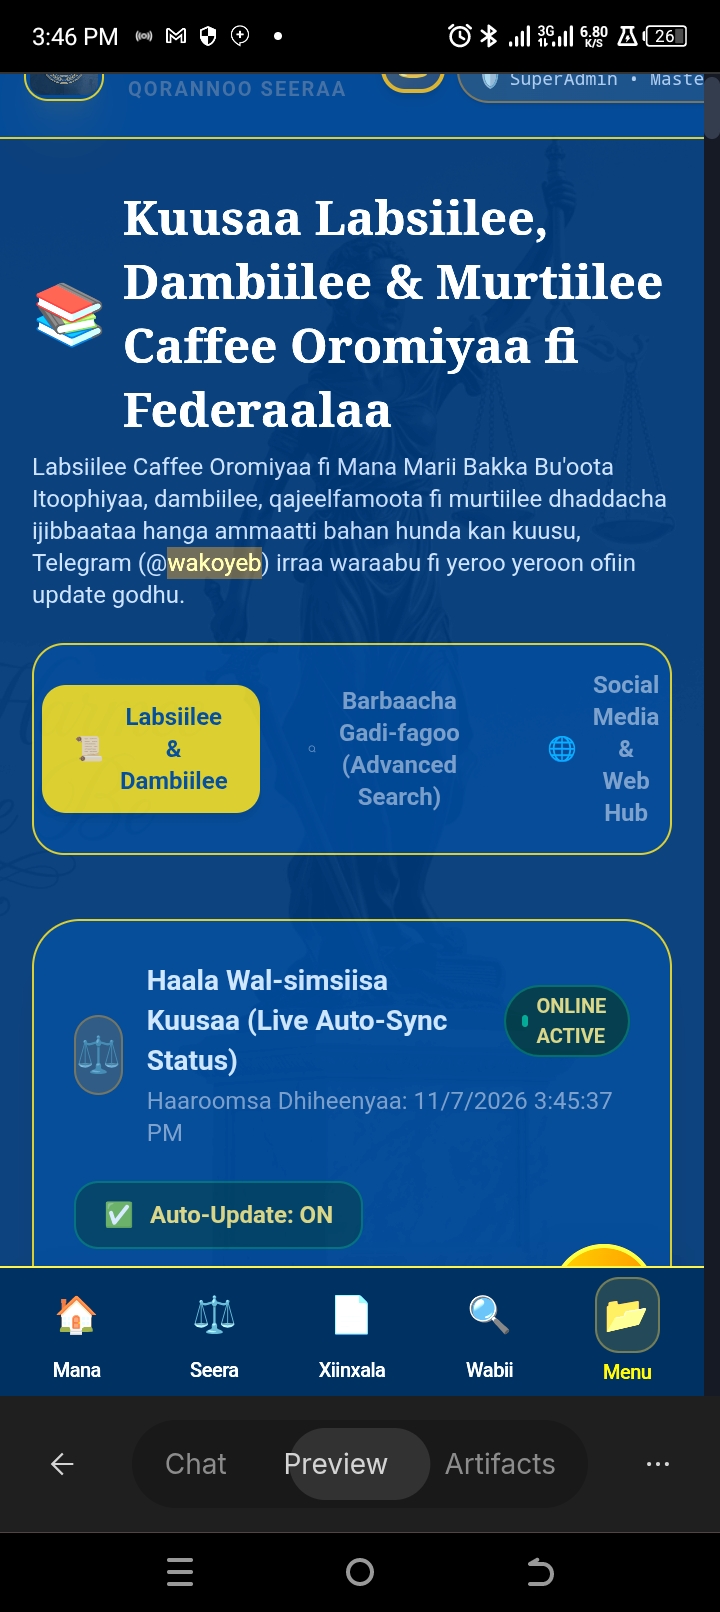 3:46 PM
3G
6.80
K/S
26
QORANNOO SEERAA
SuperAdmin • Maste
Kuusaa Labsiilee,
Dambiilee & Murtiilee
Caffee Oromiyaa fi
Federaalaa
Labsiilee Caffee Oromiyaa fi Mana Marii Bakka Bu'oota
Itoophiyaa, dambiilee, qajeelfamoota fi murtiilee dhaddacha
ijibbaataa hanga ammaatti bahan hunda kan kuusu,
Telegram (@wakoyeb) irraa waraabu fi yeroo yeroon ofiin
update godhu.
Labsiilee
&
Dambiilee
Barbaacha
Gadi-fagoo
(Advanced
Search)
Social
Media
&
Web
Hub
Haala Wal-simsiisa
Kuusaa (Live Auto-Sync
Status)
ONLINE
ACTIVE
Haaroomsa Dhiheenyaa: 11/7/2026 3:45:37
PM
Auto-Update: ON
Mana
Seera
Xiinxala
Wabii
Menu
Chat
Preview
Artifacts